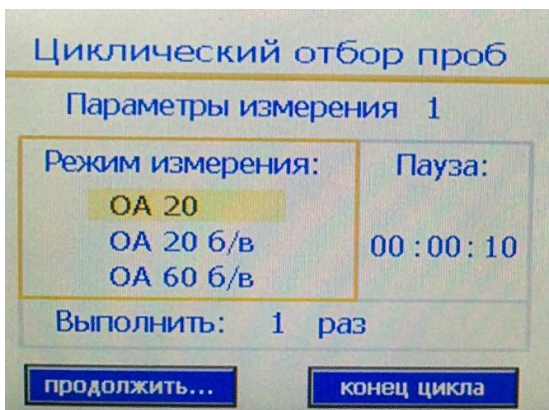 Циклический отбор проб
Параметры измерения 1
Режим измерения:
ОА 20
ОА 20 б/в
ОА 60 б/в
Пауза:
00:00:10
Выполнить: 1 раз
продолжить...
конец цикла